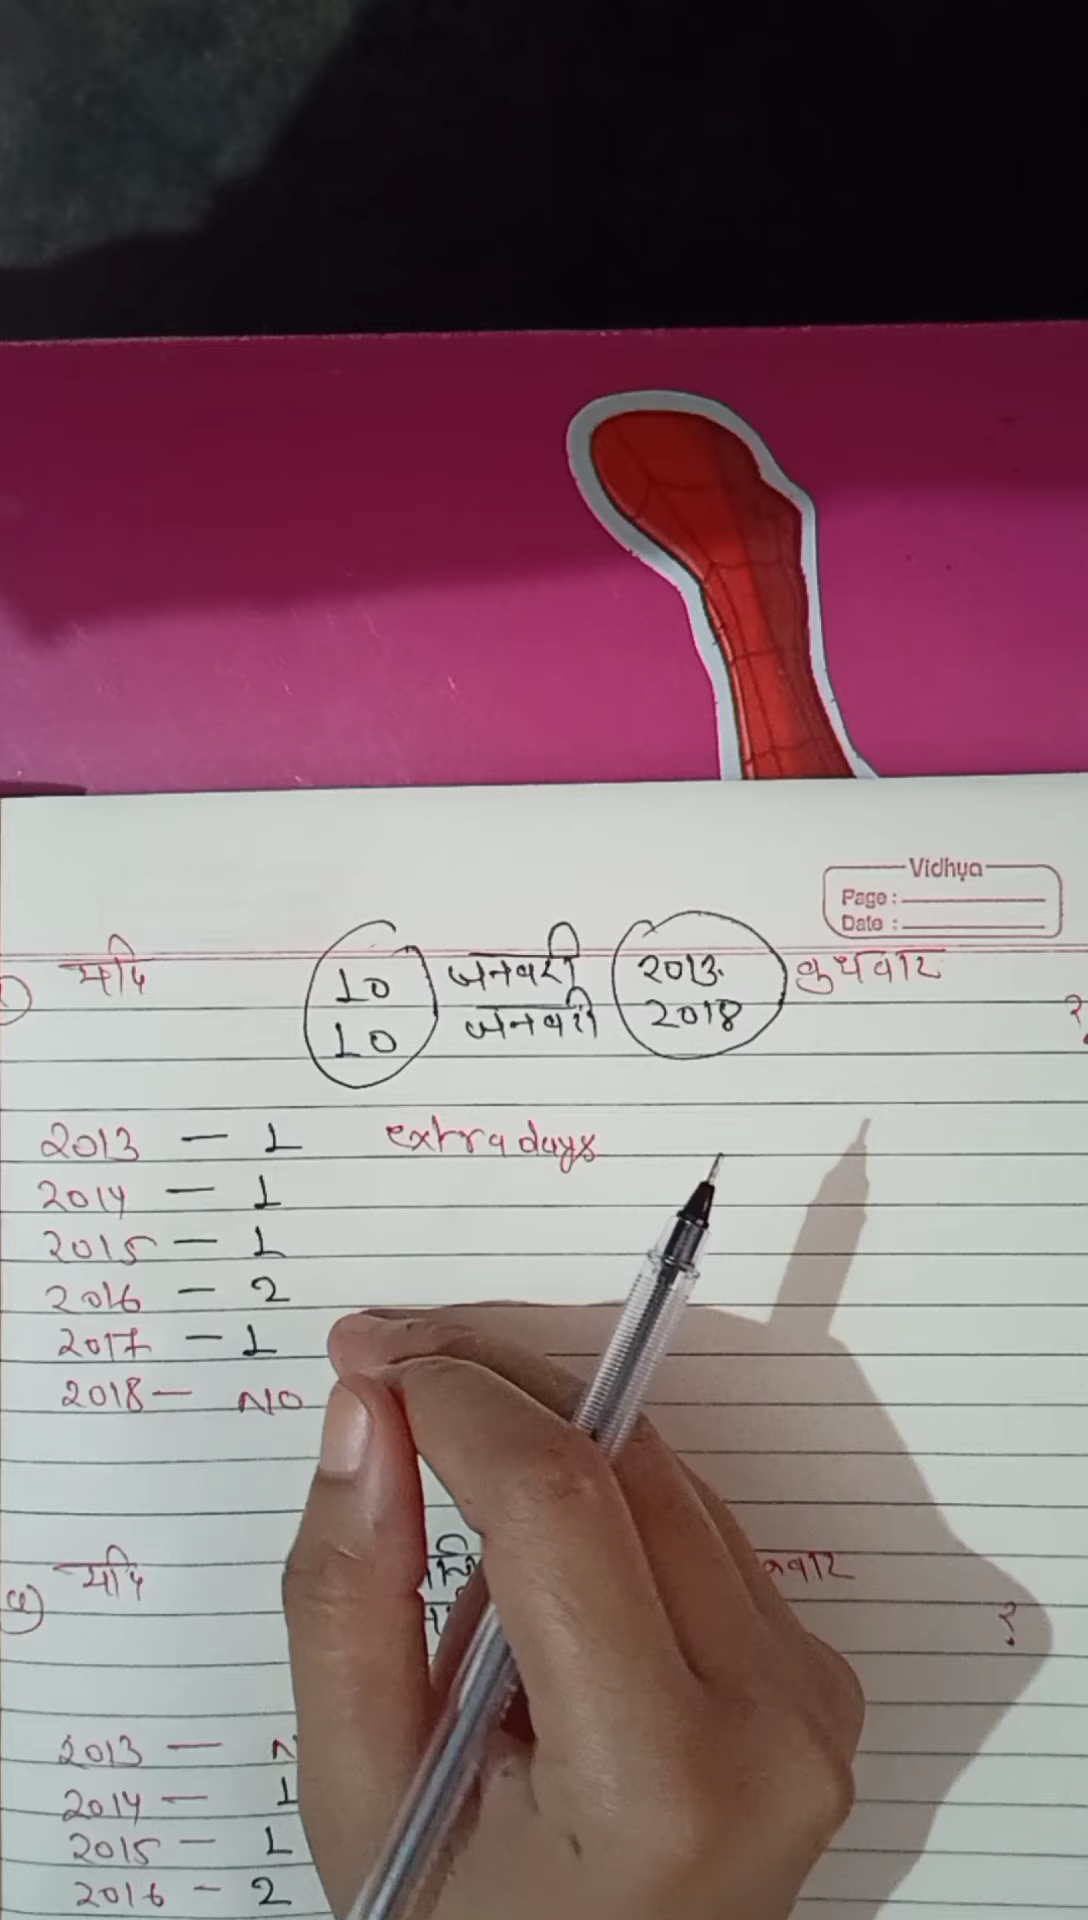 Vidhya
Page :
Date :
यदि 10 जनवरी 2013 बुधवार
10 जनवरी 2018 ?
2013 — 1 extra days
2014 — 1
2015 — 1
2016 — 2
2017 — 1
2018 — NO
यदि
?
2013 —
2014 — 1
2015 — 1
2016 - 2